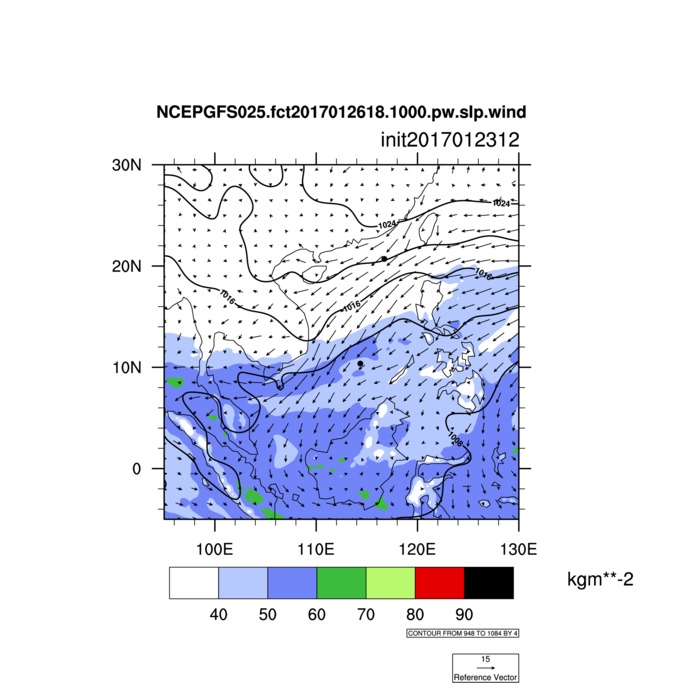 NCEPGFS025.fct2017012618.1000.pw.slp.wind
init2017012312
30N
1024
1024
20N
1016
1016
1016
10N
1008
0
100E 110E 120E 130E
kgm**-2
40 50 60 70 80 90
CONTOUR FROM 948 TO 1084 BY 4
15
Reference Vector